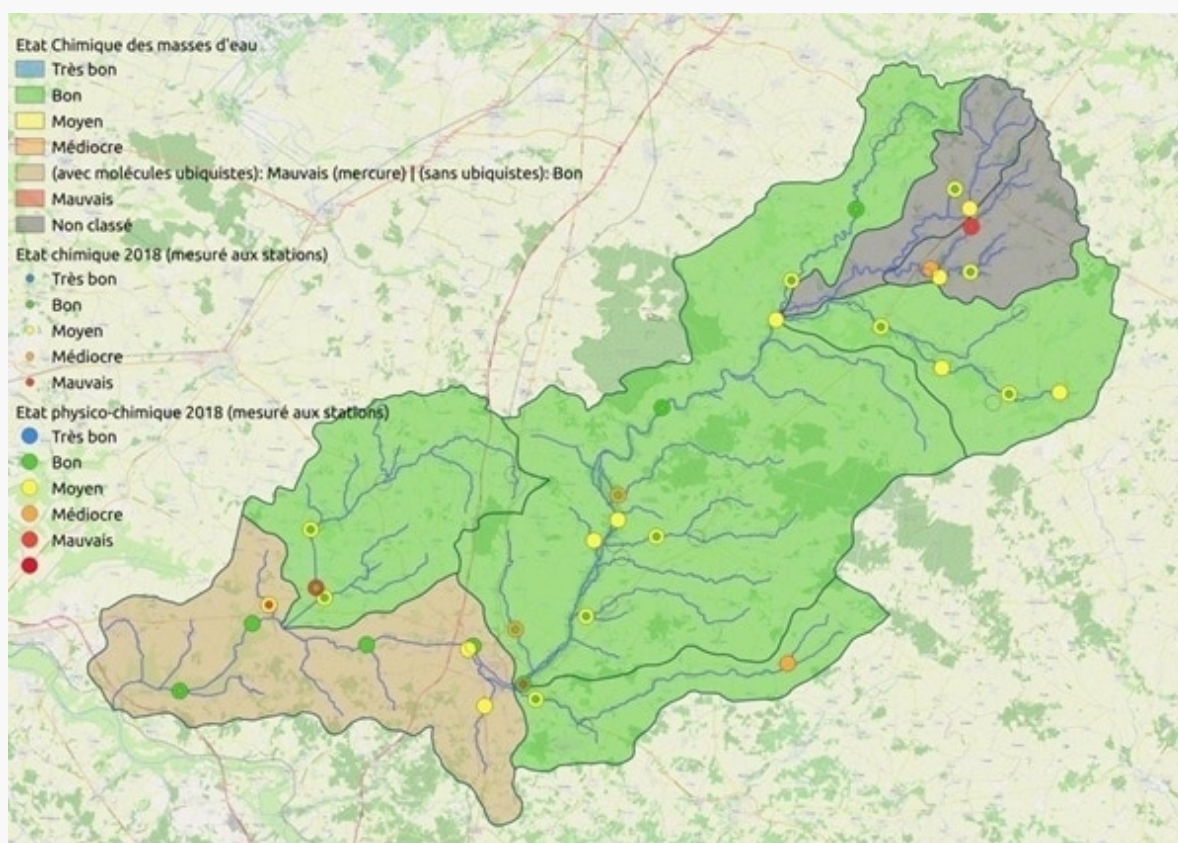 Etat Chimique des masses d'eau
Très bon
Bon
Moyen
Médiocre
(avec molécules ubiquistes): Mauvais (mercure) | (sans ubiquistes): Bon
Mauvais
Non classé
Etat chimique 2018 (mesuré aux stations)
Très bon
Bon
Moyen
Médiocre
Mauvais
Etat physico-chimique 2018 (mesuré aux stations)
Très bon
Bon
Moyen
Médiocre
Mauvais